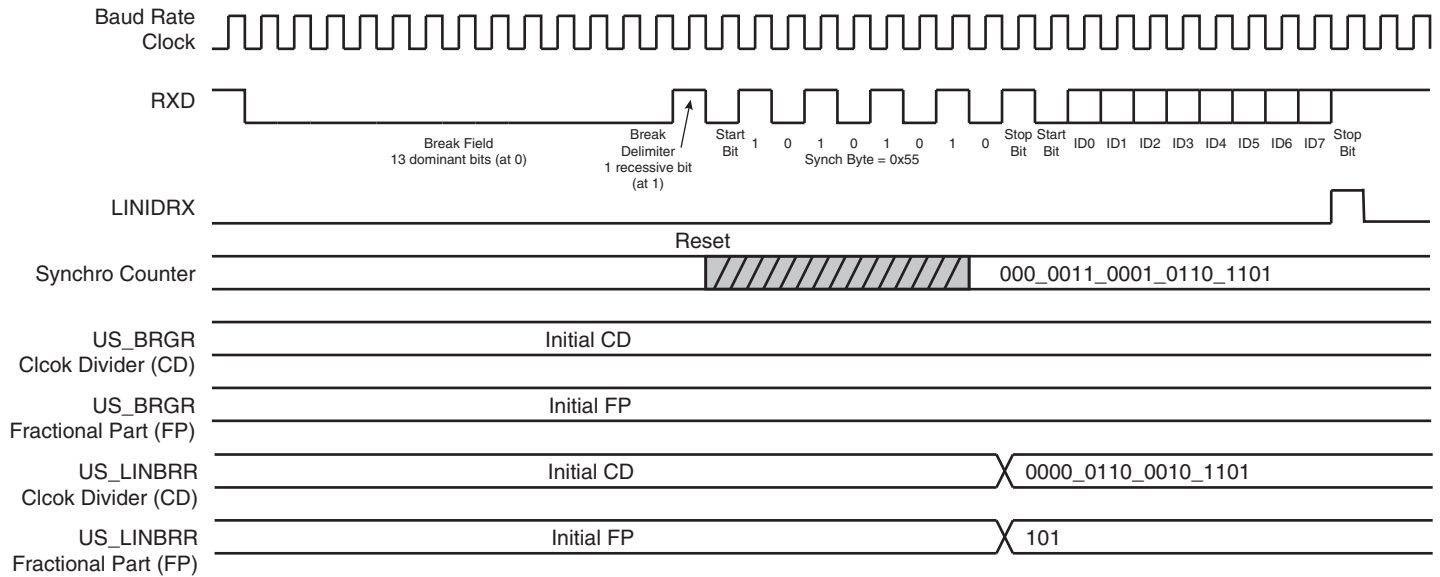 Baud Rate
Clock
RXD
Break Field
13 dominant bits (at 0)
Break
Delimiter
1 recessive bit
(at 1)
Start
Bit
1 0 1 0 1 0 1 0
Synch Byte = 0x55
Stop
Bit
Start
Bit
ID0 ID1 ID2 ID3 ID4 ID5 ID6 ID7
Stop
Bit
LINIDRX
Reset
Synchro Counter
000_0011_0001_0110_1101
US_BRGR
Clcok Divider (CD)
Initial CD
US_BRGR
Fractional Part (FP)
Initial FP
US_LINBRR
Clcok Divider (CD)
Initial CD
0000_0110_0010_1101
US_LINBRR
Fractional Part (FP)
Initial FP
101